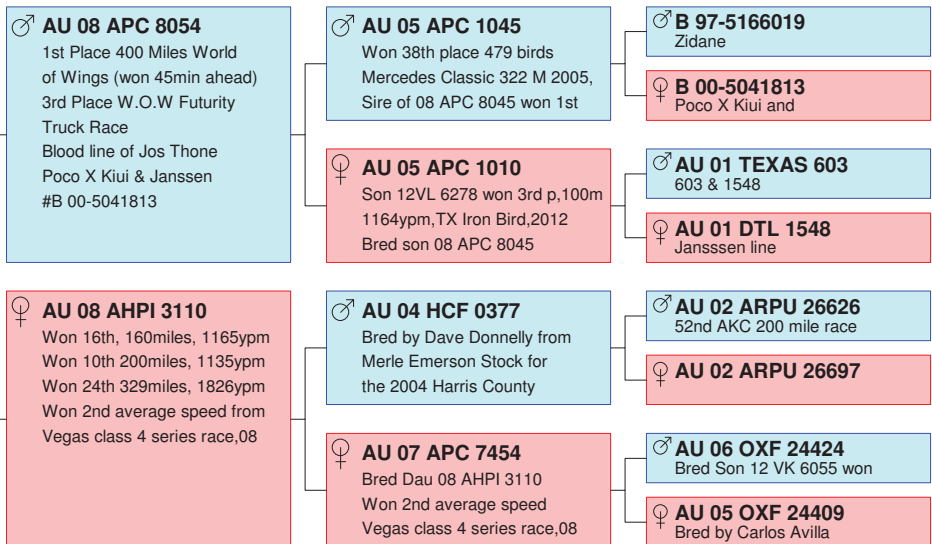 AU 08 APC 8054
1st Place 400 Miles World
of Wings (won 45min ahead)
3rd Place W.O.W Futurity
Truck Race
Blood line of Jos Thone
Poco X Kiui & Janssen
#B 00-5041813
AU 08 AHPI 3110
Won 16th, 160miles, 1165ypm
Won 10th 200miles, 1135ypm
Won 24th 329miles, 1826ypm
Won 2nd average speed from
Vegas class 4 series race,08
AU 05 APC 1045
Won 38th place 479 birds
Mercedes Classic 322 M 2005,
Sire of 08 APC 8045 won 1st
AU 05 APC 1010
Son 12VL 6278 won 3rd p,100m
1164ypm,TX Iron Bird,2012
Bred son 08 APC 8045
AU 04 HCF 0377
Bred by Dave Donnelly from
Merle Emerson Stock for
the 2004 Harris County
AU 07 APC 7454
Bred Dau 08 AHPI 3110
Won 2nd average speed
Vegas class 4 series race,08
B 97-5166019
Zidane
B 00-5041813
Poco X Kiui and
AU 01 TEXAS 603
603 & 1548
AU 01 DTL 1548
Jansssen line
AU 02 ARPU 26626
52nd AKC 200 mile race
AU 02 ARPU 26697
AU 06 OXF 24424
Bred Son 12 VK 6055 won
AU 05 OXF 24409
Bred by Carlos Avilla